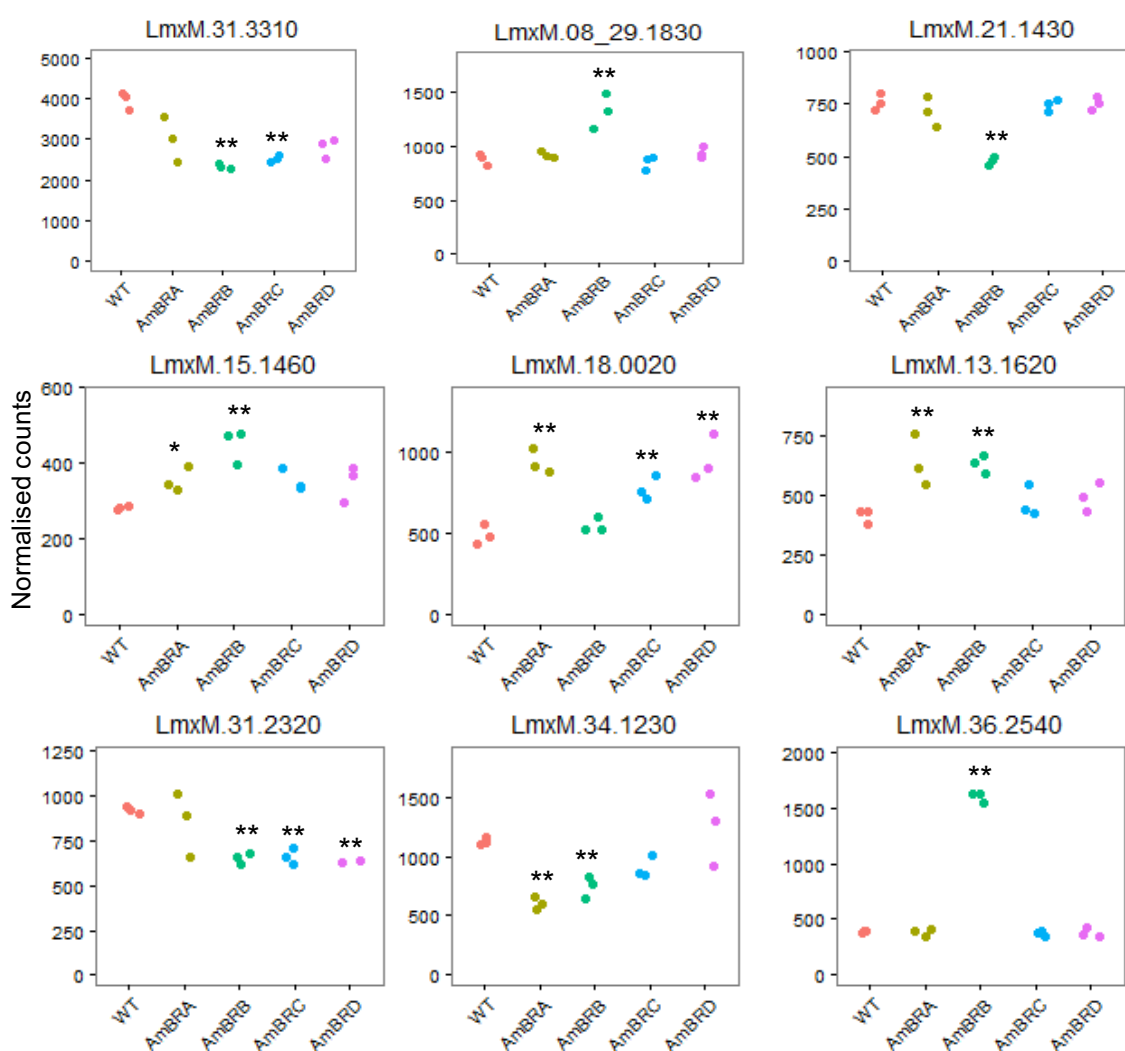 LmxM.31.3310
5000
4000
3000
2000
1000
0
**
**
WT
AmBRA
AmBRB
AmBRC
AmBRD
LmxM.08_29.1830
1500
1000
500
0
**
WT
AmBRA
AmBRB
AmBRC
AmBRD
LmxM.21.1430
1000
750
500
250
0
**
WT
AmBRA
AmBRB
AmBRC
AmBRD
Normalised counts
LmxM.15.1460
600
400
200
0
*
**
WT
AmBRA
AmBRB
AmBRC
AmBRD
LmxM.18.0020
1000
500
0
**
**
**
WT
AmBRA
AmBRB
AmBRC
AmBRD
LmxM.13.1620
750
500
250
0
**
**
WT
AmBRA
AmBRB
AmBRC
AmBRD
LmxM.31.2320
1250
1000
750
500
250
0
**
**
**
WT
AmBRA
AmBRB
AmBRC
AmBRD
LmxM.34.1230
1500
1000
500
0
**
**
WT
AmBRA
AmBRB
AmBRC
AmBRD
LmxM.36.2540
2000
1500
1000
500
0
**
WT
AmBRA
AmBRB
AmBRC
AmBRD